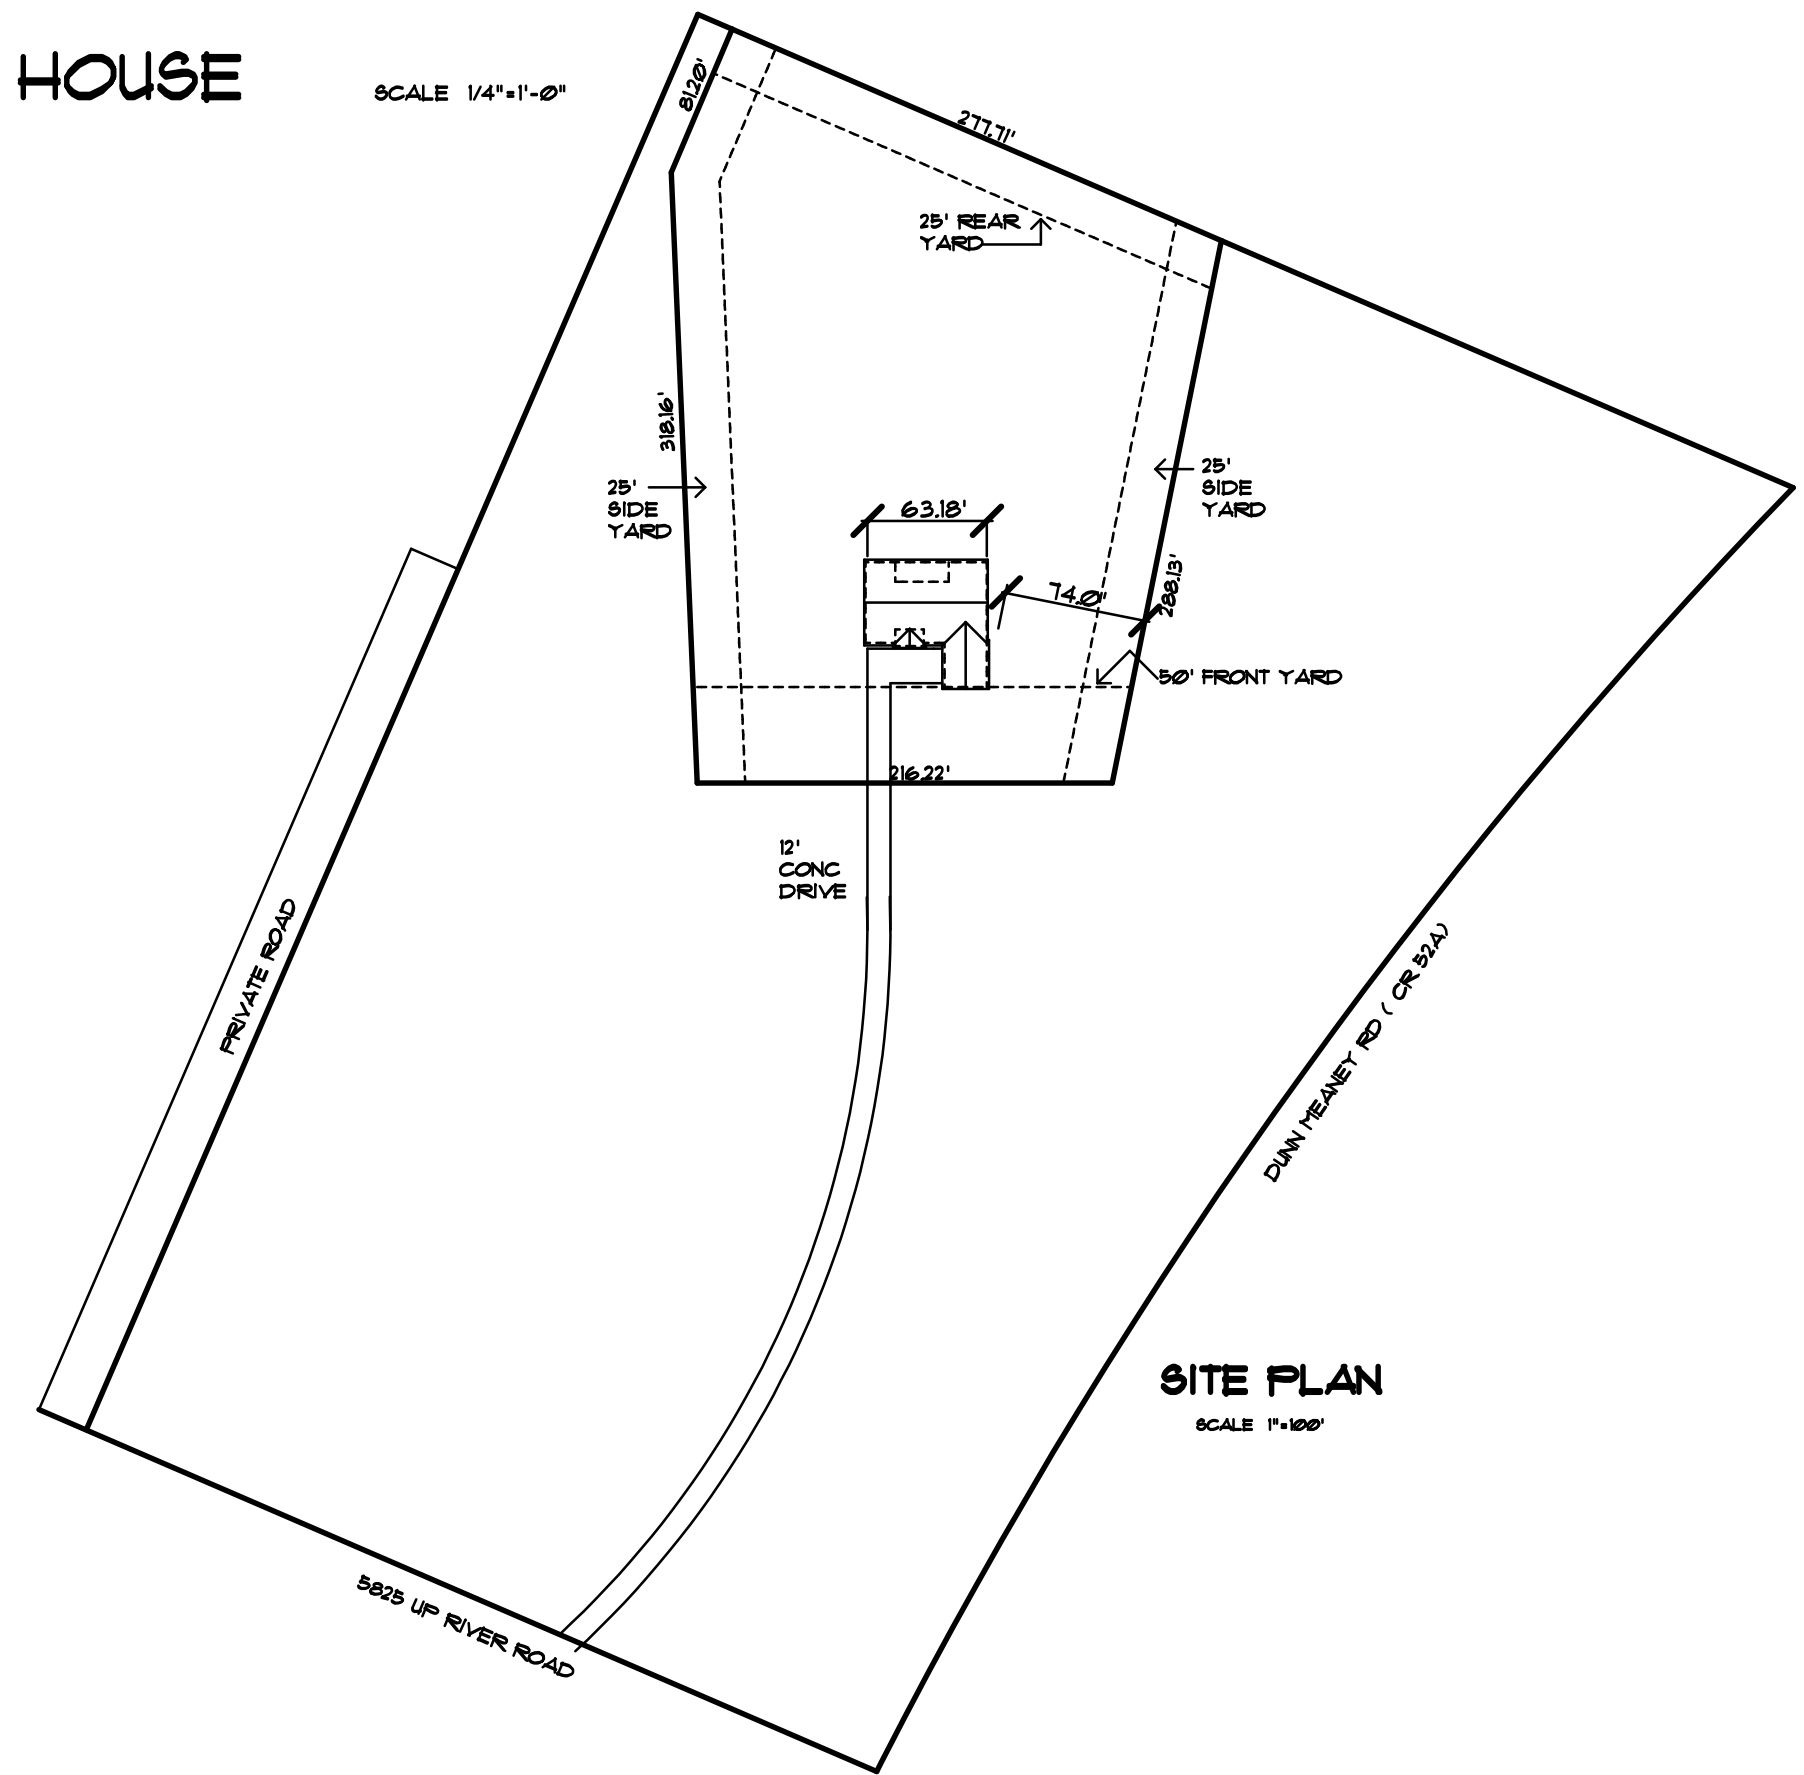 HOUSE
SCALE 1/4"=1'-0"
81.20'
277.71'
25' REAR
YARD
318.16'
25'
SIDE
YARD
25'
SIDE
YARD
63.18'
74.0'
288.13'
50' FRONT YARD
216.22'
12'
CONC
DRIVE
PRIVATE ROAD
DUNN MEANEY RD ( CR 52A)
SITE PLAN
SCALE 1"=100'
5825 UP RIVER ROAD